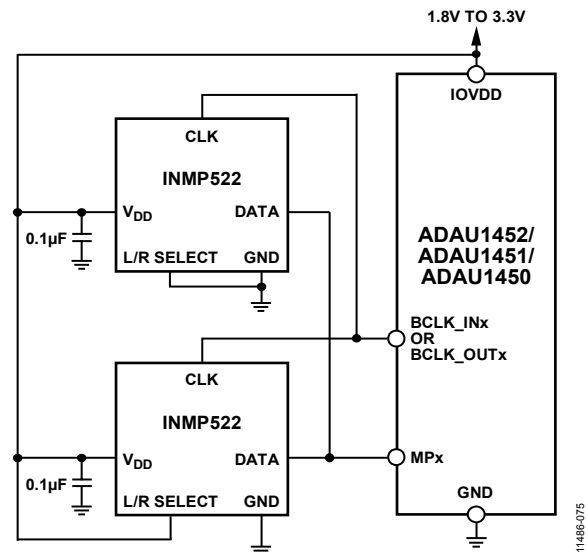 1.8V TO 3.3V
IOVDD
CLK
INMP522
VDD
DATA
0.1µF
L/R SELECT
GND
ADAU1452/
ADAU1451/
ADAU1450
BCLK_INx
OR
BCLK_OUTx
CLK
INMP522
VDD
DATA
MPx
0.1µF
L/R SELECT
GND
GND
11486-075